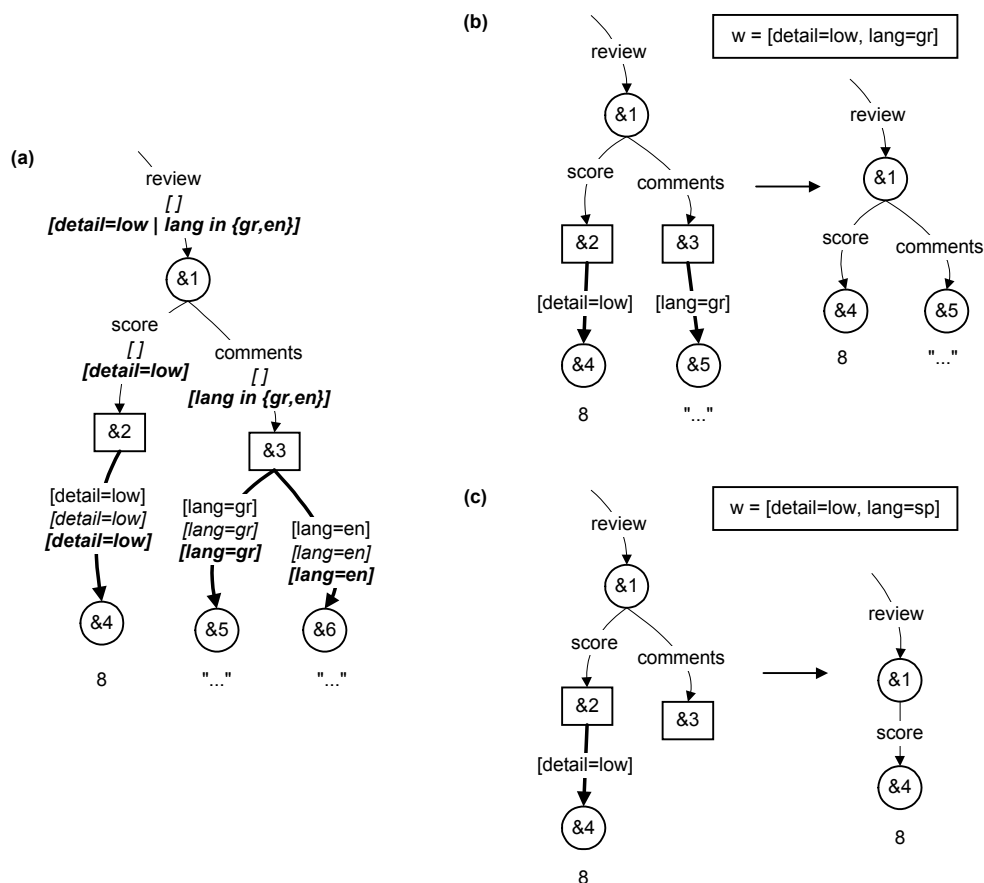 (a)
review
[ ]
[detail=low | lang in {gr,en}]
&1
score
[ ]
[detail=low]
comments
[ ]
[lang in {gr,en}]
&2
&3
[detail=low]
[detail=low]
[detail=low]
[lang=gr]
[lang=gr]
[lang=gr]
[lang=en]
[lang=en]
[lang=en]
&4
&5
&6
8
"..."
"..."
(b)
w = [detail=low, lang=gr]
review
&1
score
comments
&2
&3
[detail=low]
[lang=gr]
&4
&5
8
"..."
review
&1
score
comments
&4
&5
8
"..."
(c)
w = [detail=low, lang=sp]
review
&1
score
comments
&2
&3
[detail=low]
&4
8
review
&1
score
&4
8